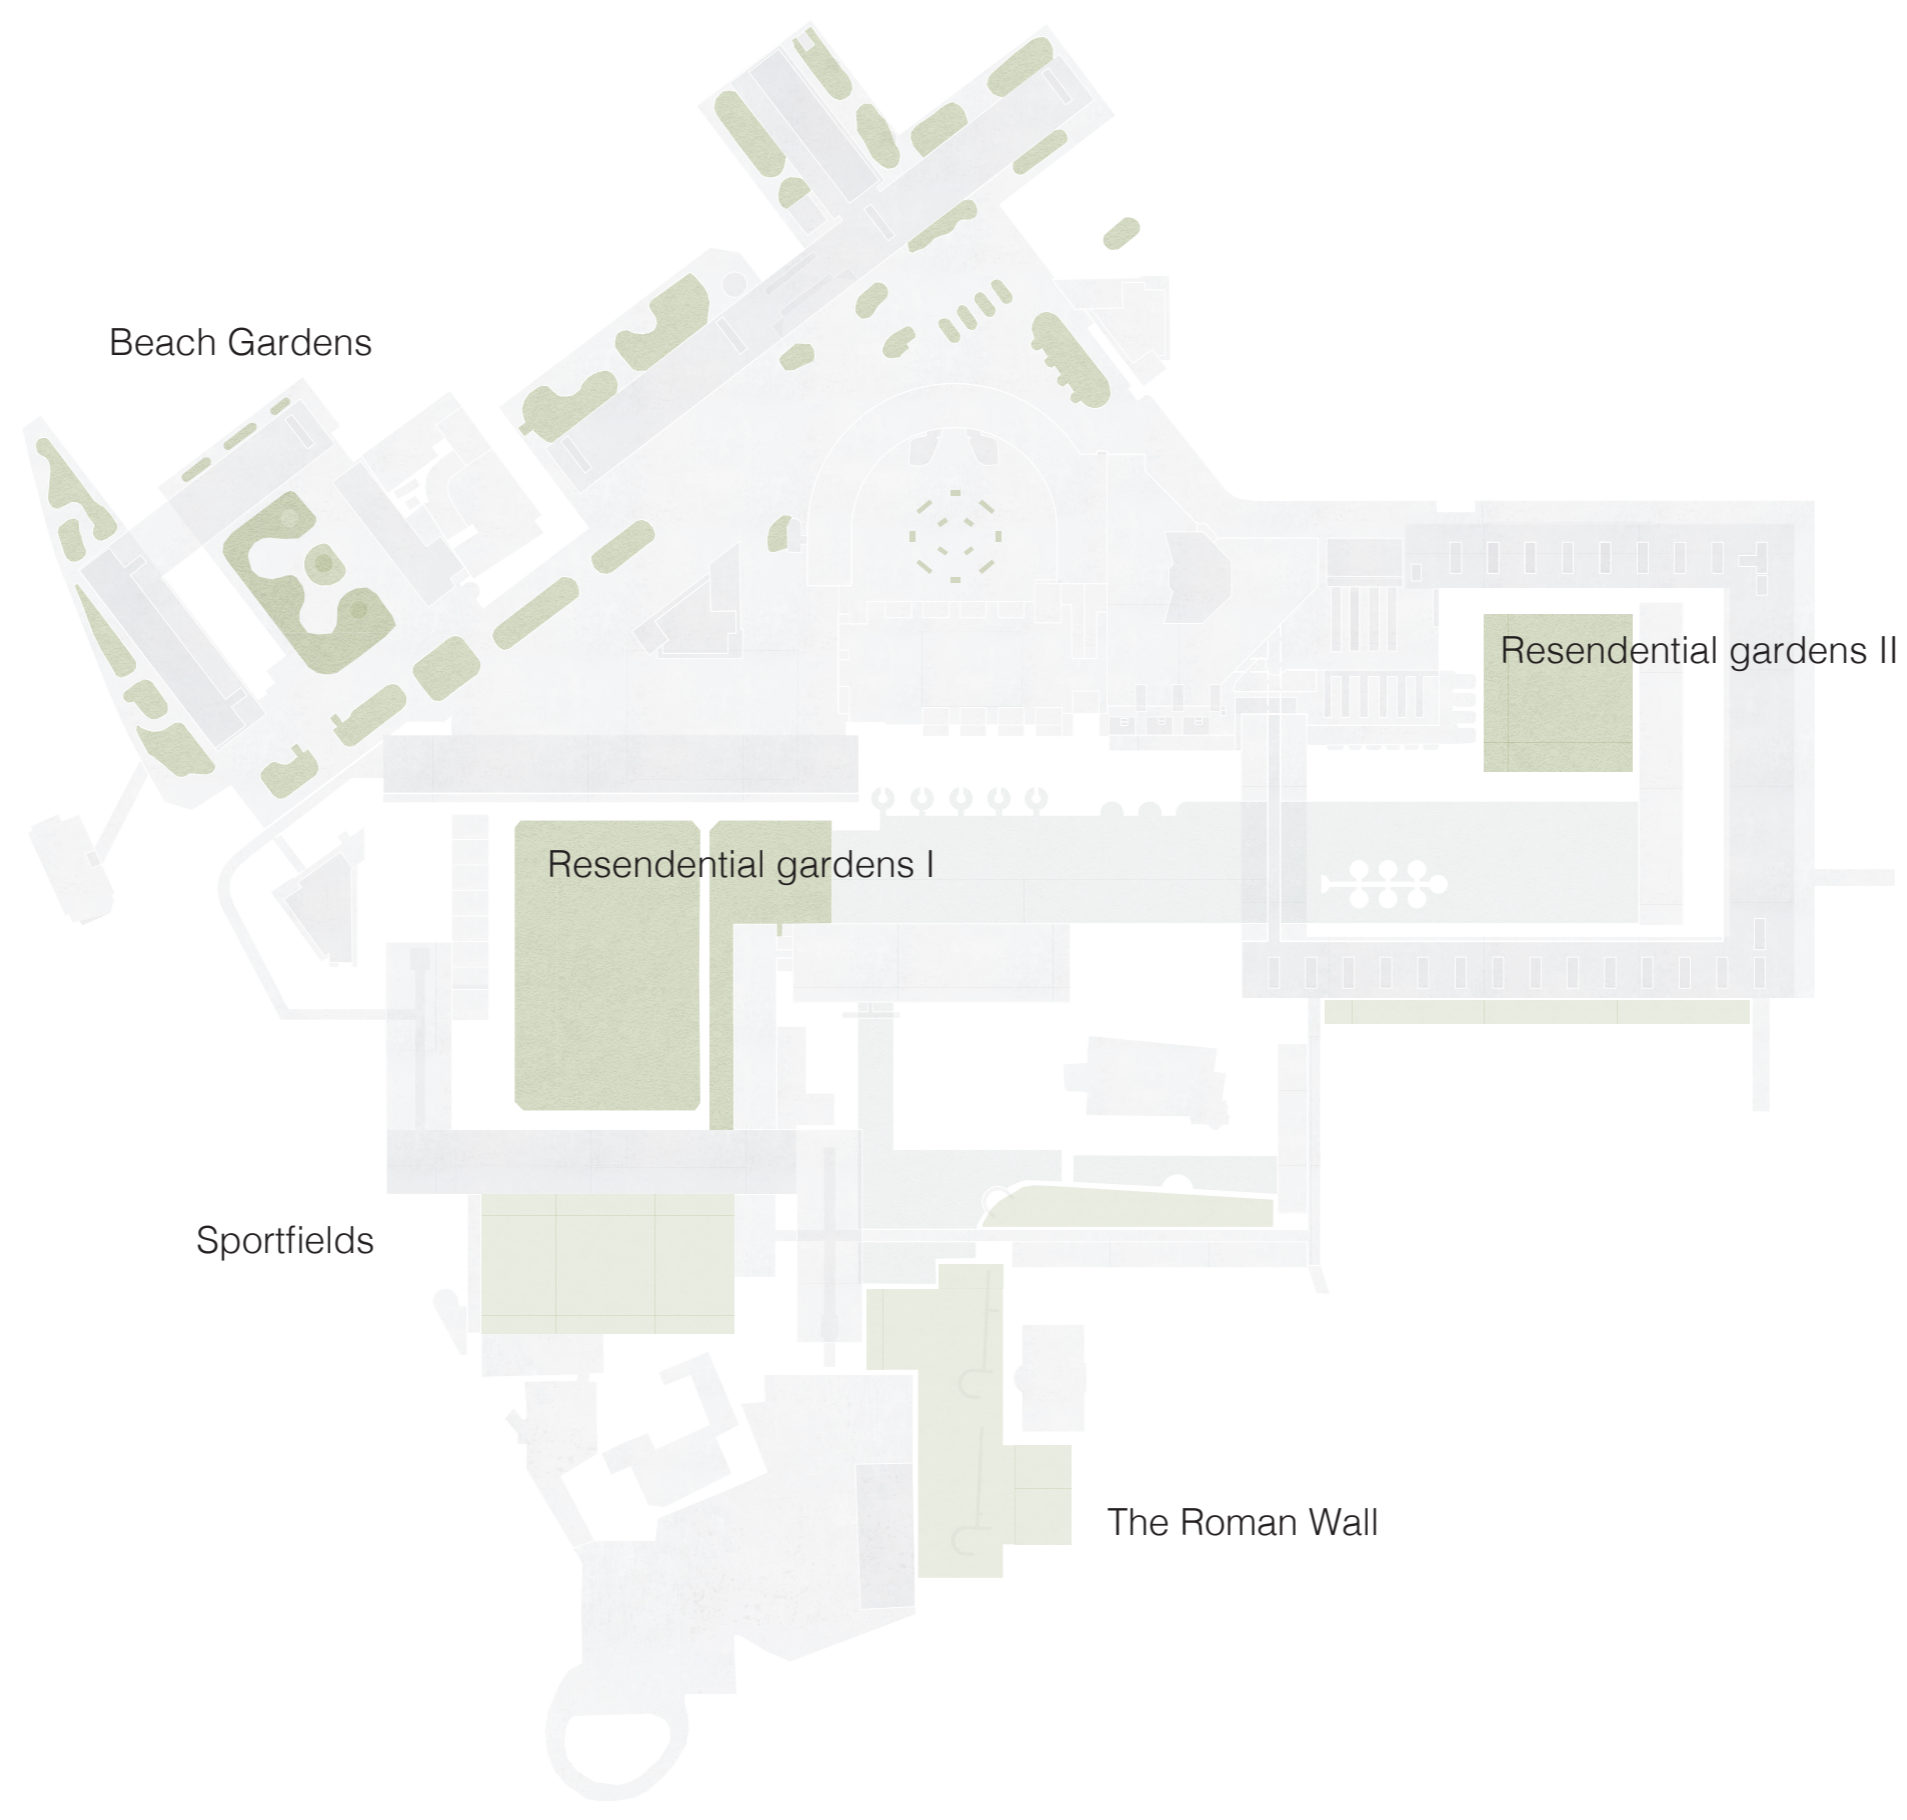 Beach Gardens
Resendential gardens II
Resendential gardens I
Sportfields
The Roman Wall